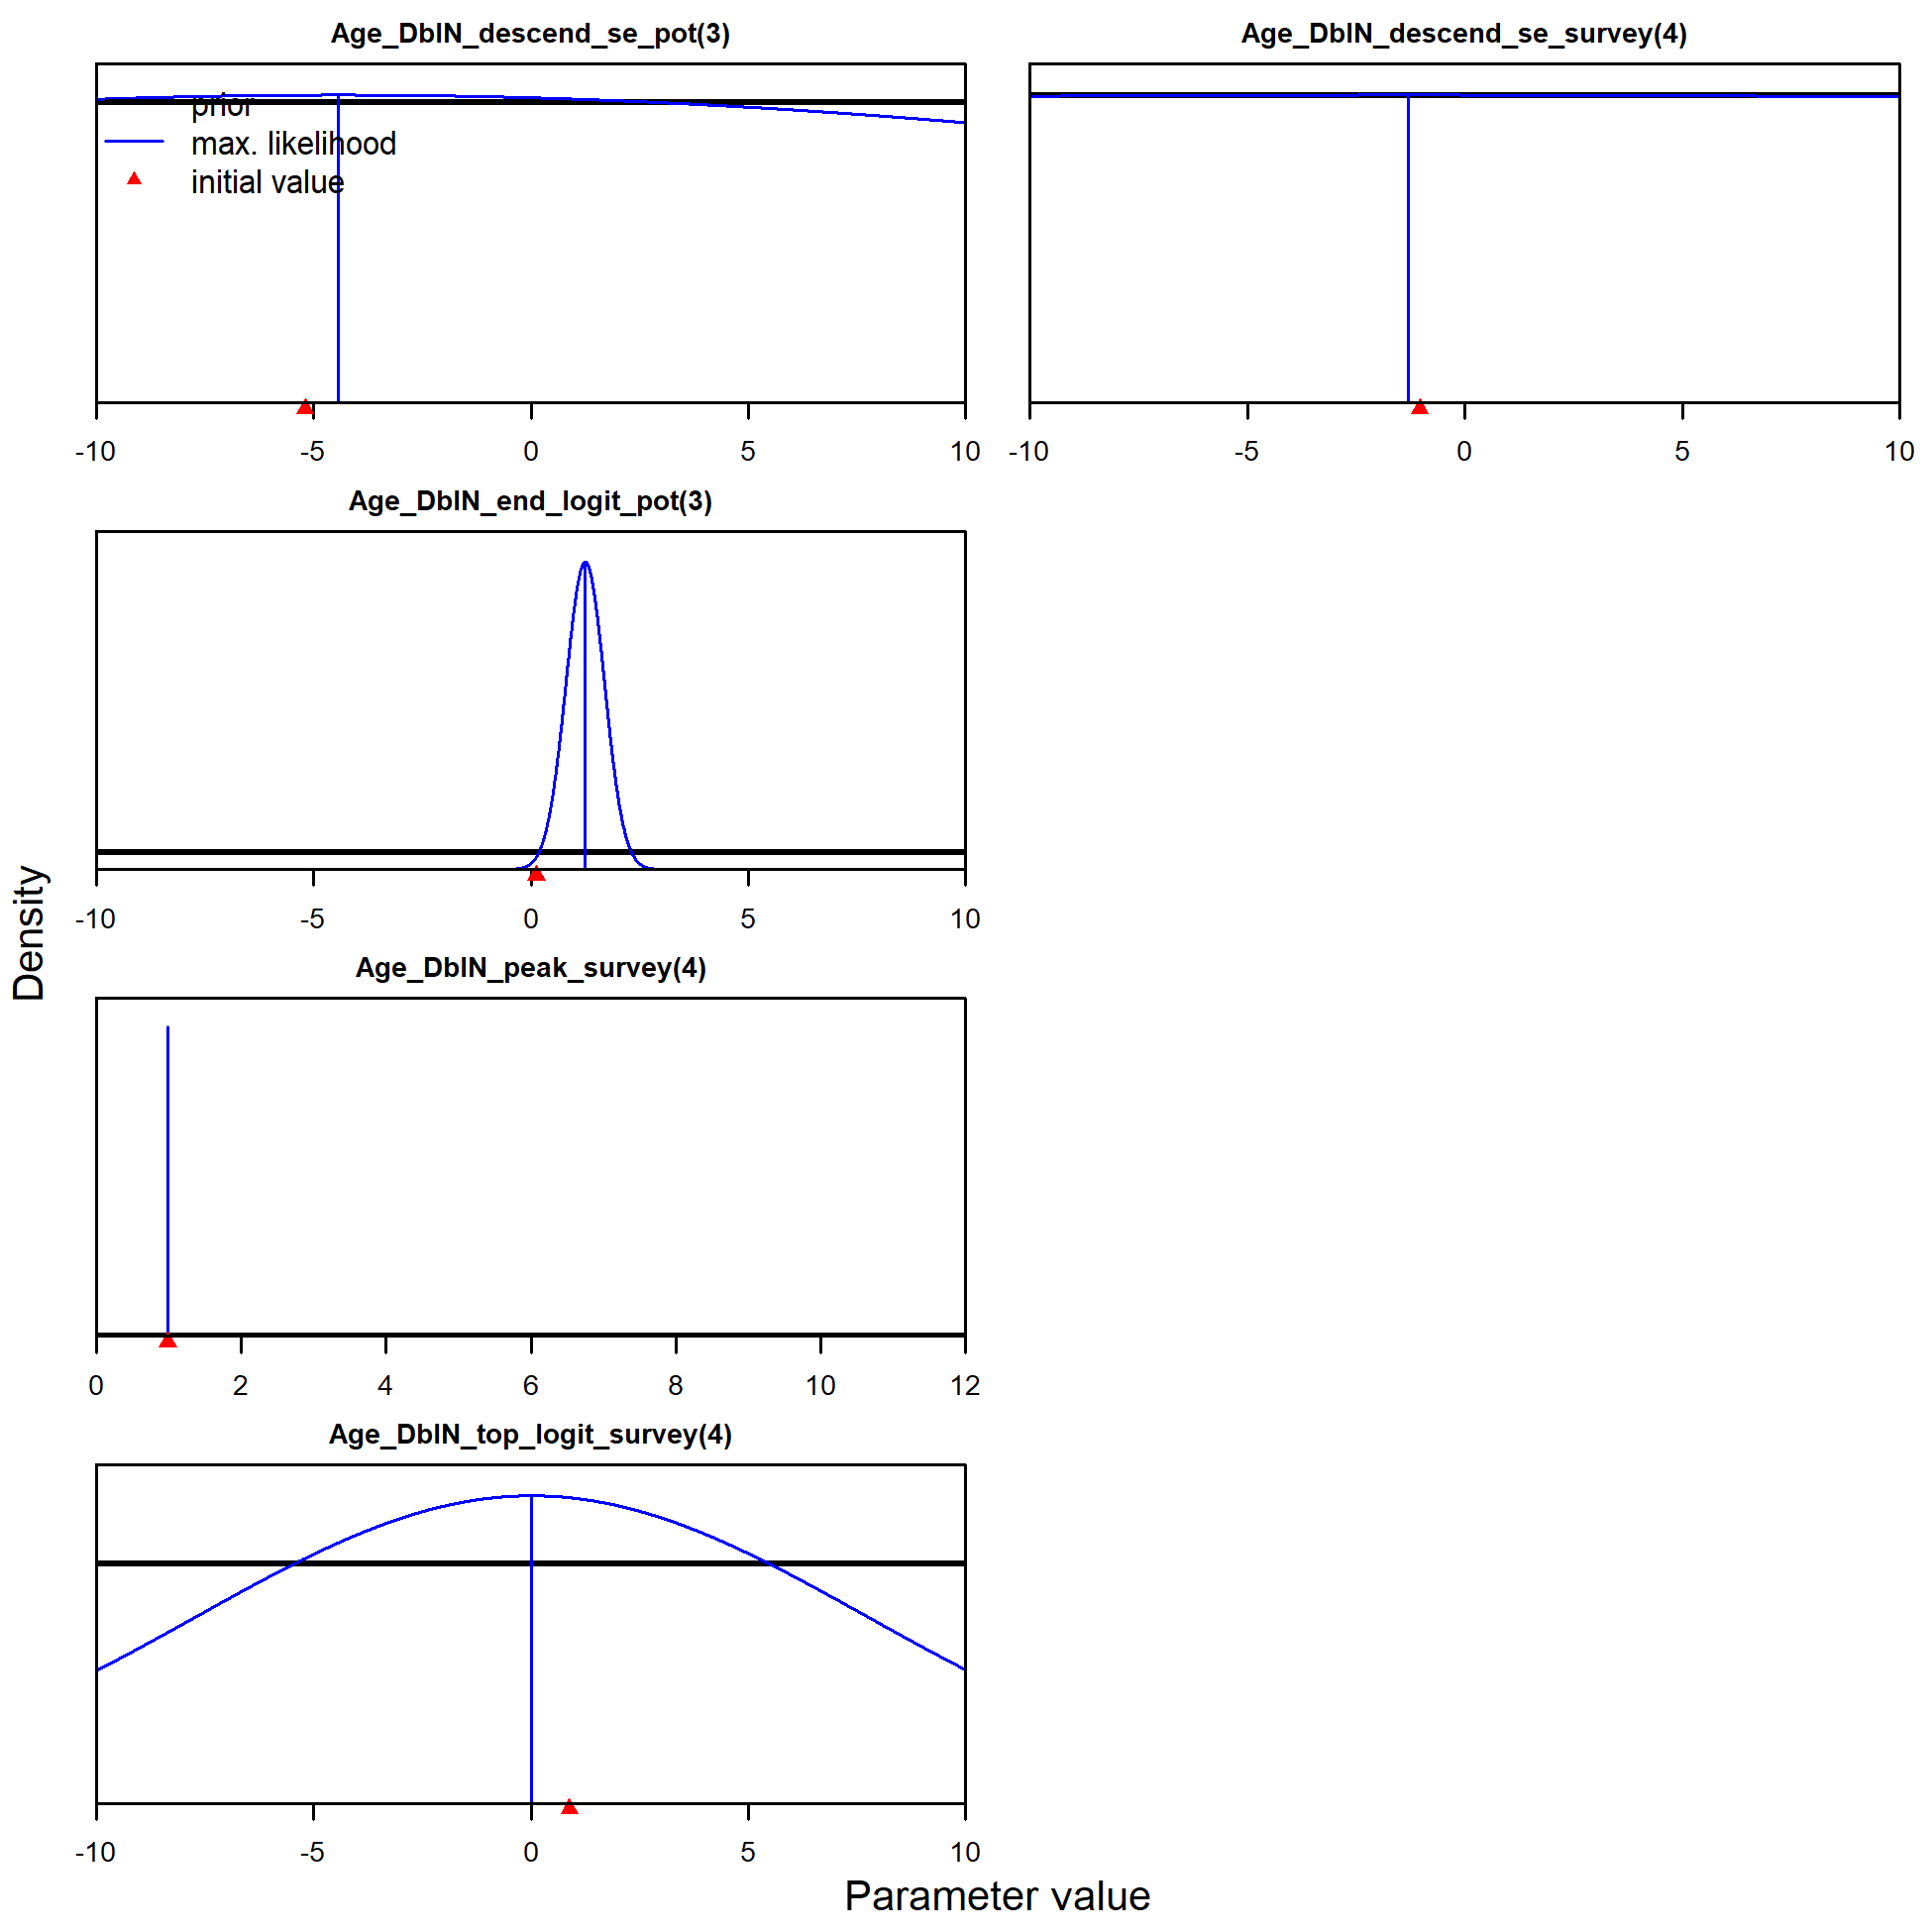 Age_DblN_descend_se_pot(3)
prior
max. likelihood
initial value
-10 -5 0 5 10
Age_DblN_descend_se_survey(4)
-10 -5 0 5 10
Age_DblN_end_logit_pot(3)
-10 -5 0 5 10
Age_DblN_peak_survey(4)
0 2 4 6 8 10 12
Age_DblN_top_logit_survey(4)
-10 -5 0 5 10
Density
Parameter value